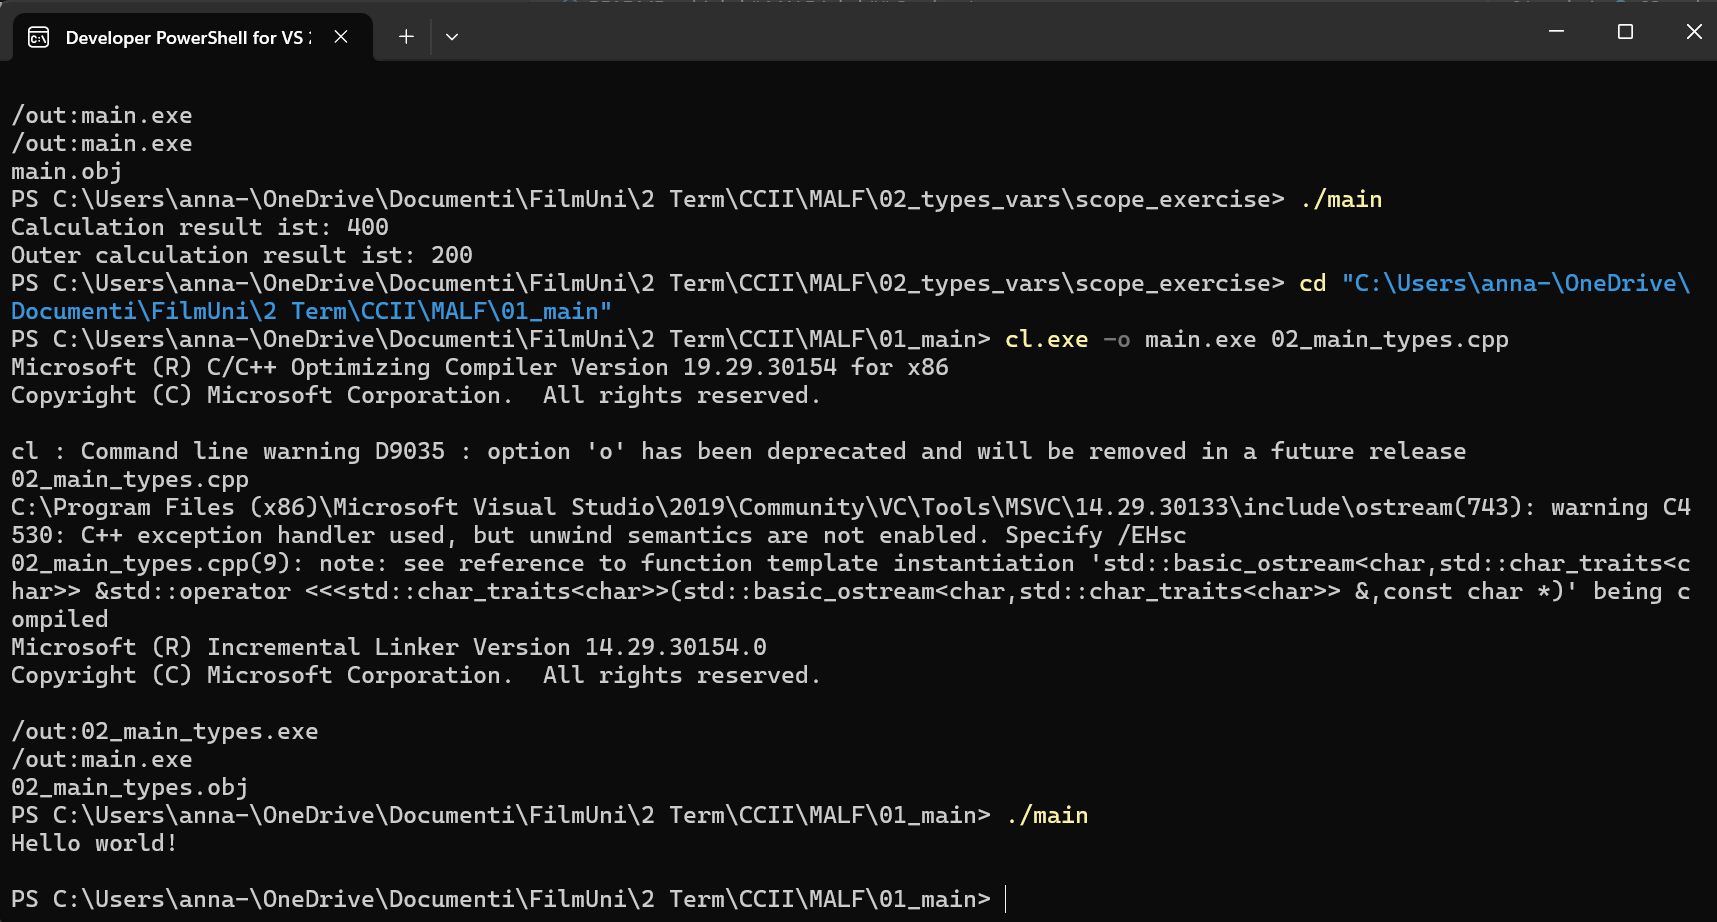 Developer PowerShell for VS
/out:main.exe
/out:main.exe
main.obj
PS C:\Users\anna-\OneDrive\Documenti\FilmUni\2 Term\CCII\MALF\02_types_vars\scope_exercise> ./main
Calculation result ist: 400
Outer calculation result ist: 200
PS C:\Users\anna-\OneDrive\Documenti\FilmUni\2 Term\CCII\MALF\02_types_vars\scope_exercise> cd "C:\Users\anna-\OneDrive\
Documenti\FilmUni\2 Term\CCII\MALF\01_main"
PS C:\Users\anna-\OneDrive\Documenti\FilmUni\2 Term\CCII\MALF\01_main> cl.exe -o main.exe 02_main_types.cpp
Microsoft (R) C/C++ Optimizing Compiler Version 19.29.30154 for x86
Copyright (C) Microsoft Corporation.  All rights reserved.
cl : Command line warning D9035 : option 'o' has been deprecated and will be removed in a future release
02_main_types.cpp
C:\Program Files (x86)\Microsoft Visual Studio\2019\Community\VC\Tools\MSVC\14.29.30133\include\ostream(743): warning C4
530: C++ exception handler used, but unwind semantics are not enabled. Specify /EHsc
02_main_types.cpp(9): note: see reference to function template instantiation 'std::basic_ostream<char,std::char_traits<c
har>> &std::operator <<<std::char_traits<char>>(std::basic_ostream<char,std::char_traits<char>> &,const char *)' being c
ompiled
Microsoft (R) Incremental Linker Version 14.29.30154.0
Copyright (C) Microsoft Corporation.  All rights reserved.
/out:02_main_types.exe
/out:main.exe
02_main_types.obj
PS C:\Users\anna-\OneDrive\Documenti\FilmUni\2 Term\CCII\MALF\01_main> ./main
Hello world!
PS C:\Users\anna-\OneDrive\Documenti\FilmUni\2 Term\CCII\MALF\01_main>